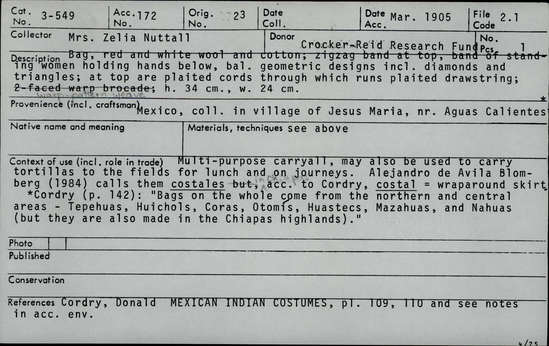 Cat. No. 3-549 Acc. No. 172 Orig. No. 23 Date Coll. Date Acc. Mar. 1905 File Code 2.1
Collector Mrs. Zelia Nuttall Donor Crocker-Reid Research Fund No. Pcs. 1
Description Bag, red and white wool and cotton; zigzag band at top, band of stand-
ing women holding hands below, bal. geometric designs incl. diamonds and
triangles; at top are plaited cords through which runs plaited drawstring;
2-faced warp brocade; h. 34 cm., w. 24 cm.
warp-pattern weave *
Provenience (incl. craftsman) Mexico, coll. in village of Jesus Maria, nr. Aguas Calientes
Native name and meaning Materials, techniques see above
Context of use (incl. role in trade) Multi-purpose carryall, may also be used to carry
tortillas to the fields for lunch and on journeys. Alejandro de Avila Blom-
berg (1984) calls them costales but, acc. to Cordry, costal = wraparound skirt,
*Cordry (p. 142): "Bags on the whole come from the northern and central
areas - Tepehuas, Huichols, Coras, Otomís, Huastecs, Mazahuas, and Nahuas
(but they are also made in the Chiapas highlands)."
Photo
Published
Conservation
References Cordry, Donald MEXICAN INDIAN COSTUMES, pl. 109, 110 and see notes
in acc. env.
4/75